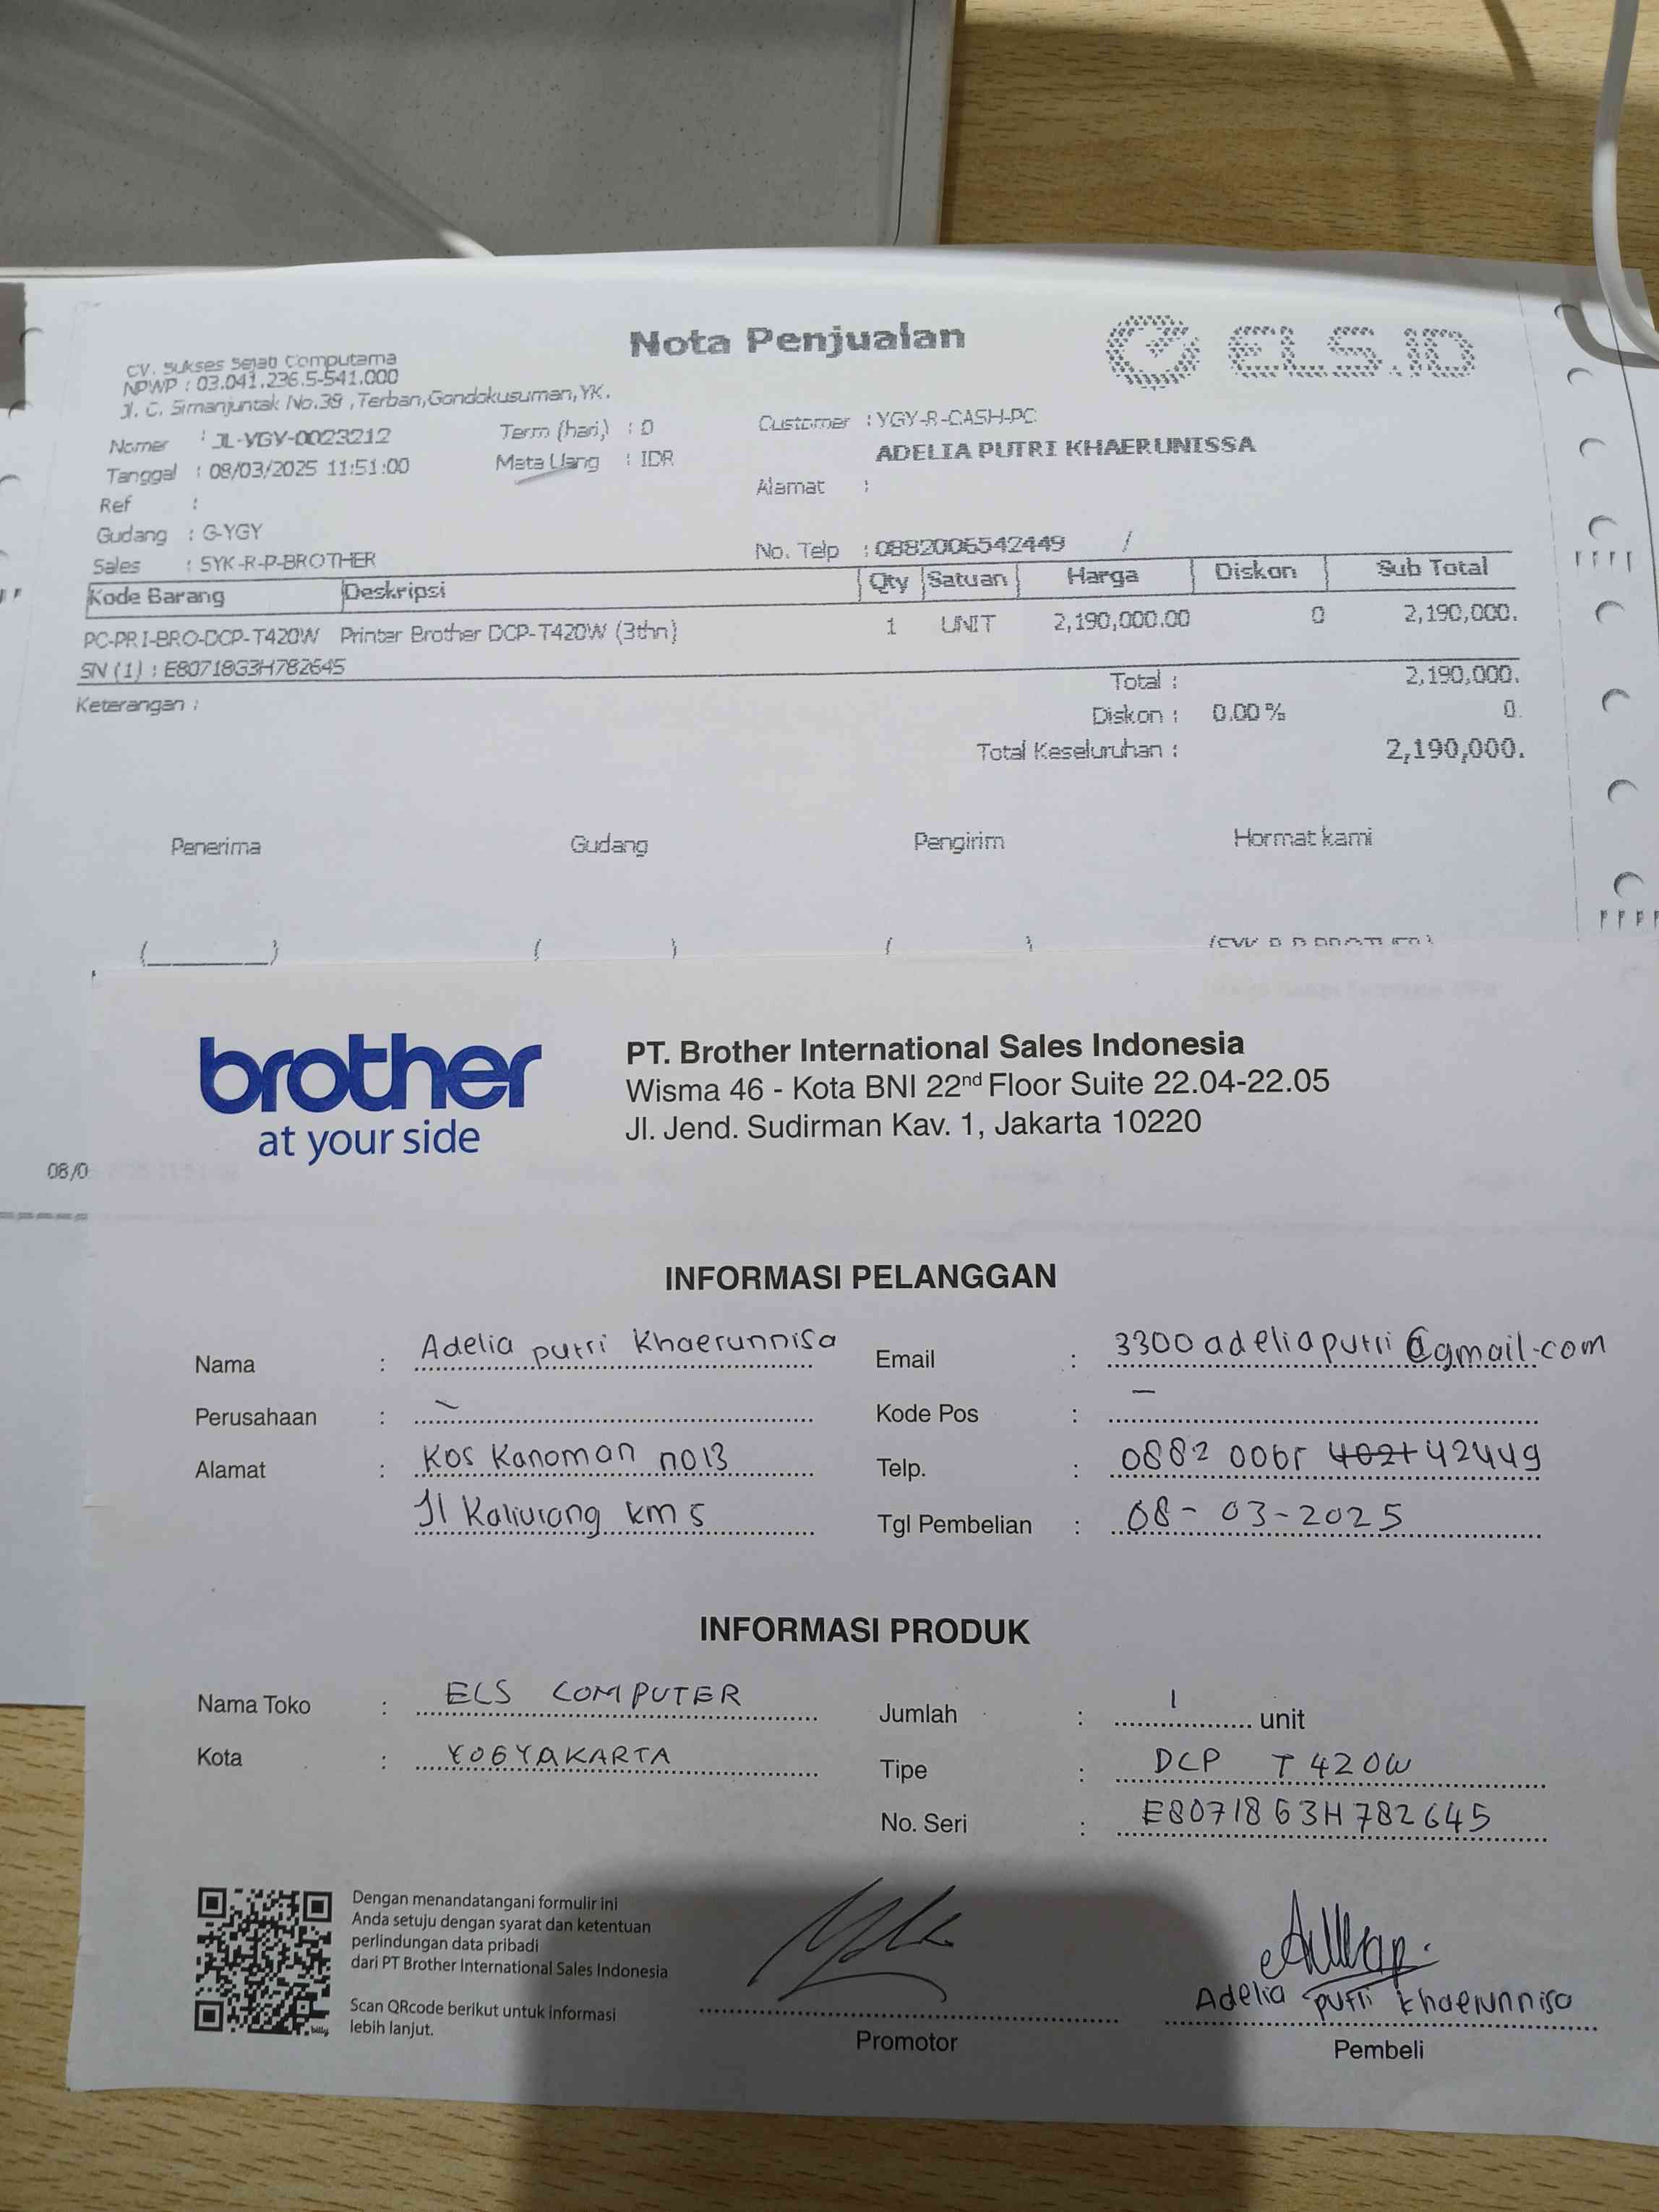 Nota Penjualan
ELS.ID
CV. Sukses Sejati Computama
NPWP : 03.041.236.5-541.000
Jl. C. Simanjuntak No.39 ,Terban,Gondokusuman,YK.
Nomer : JL-YGY-0023212
Term (hari) : 0
Customer : YGY-R-CASH-PC
Tanggal : 08/03/2025 11:51:00
Mata Uang : IDR
ADELIA PUTRI KHAERUNISSA
Ref :
Alamat :
Gudang : G-YGY
Sales : SYK-R-P-BROTHER
No. Telp : 0882006542449 /
Kode Barang Deskripsi Qty Satuan Harga Diskon Sub Total
PC-PRI-BRO-DCP-T420W Printer Brother DCP-T420W (3thn) 1 UNIT 2,190,000.00 0 2,190,000.
SN (1) : E80718G3H782645
Total : 2,190,000.
Keterangan :
Diskon : 0.00 % 0.
Total Keseluruhan : 2,190,000.
Penerima Gudang Pengirim Hormat kami
08/0
brother
at your side
PT. Brother International Sales Indonesia
Wisma 46 - Kota BNI 22nd Floor Suite 22.04-22.05
Jl. Jend. Sudirman Kav. 1, Jakarta 10220
INFORMASI PELANGGAN
Nama : Adelia putri Khaerunnisa
Email : 3300adeliaputri@gmail.com
Perusahaan : -
Kode Pos : -
Alamat : Kos Kanoman no13
Jl Kaliurang km 5
Telp. : 0882 0065 42449
Tgl Pembelian : 08-03-2025
INFORMASI PRODUK
Nama Toko : ELS COMPUTER
Jumlah : 1 unit
Kota : YOGYAKARTA
Tipe : DCP T420W
No. Seri : E80718G3H782645
Dengan menandatangani formulir ini
Anda setuju dengan syarat dan ketentuan
perlindungan data pribadi
dari PT Brother International Sales Indonesia
Scan QRcode berikut untuk informasi
lebih lanjut.
Promotor
Adelia putri khaerunnisa
Pembeli